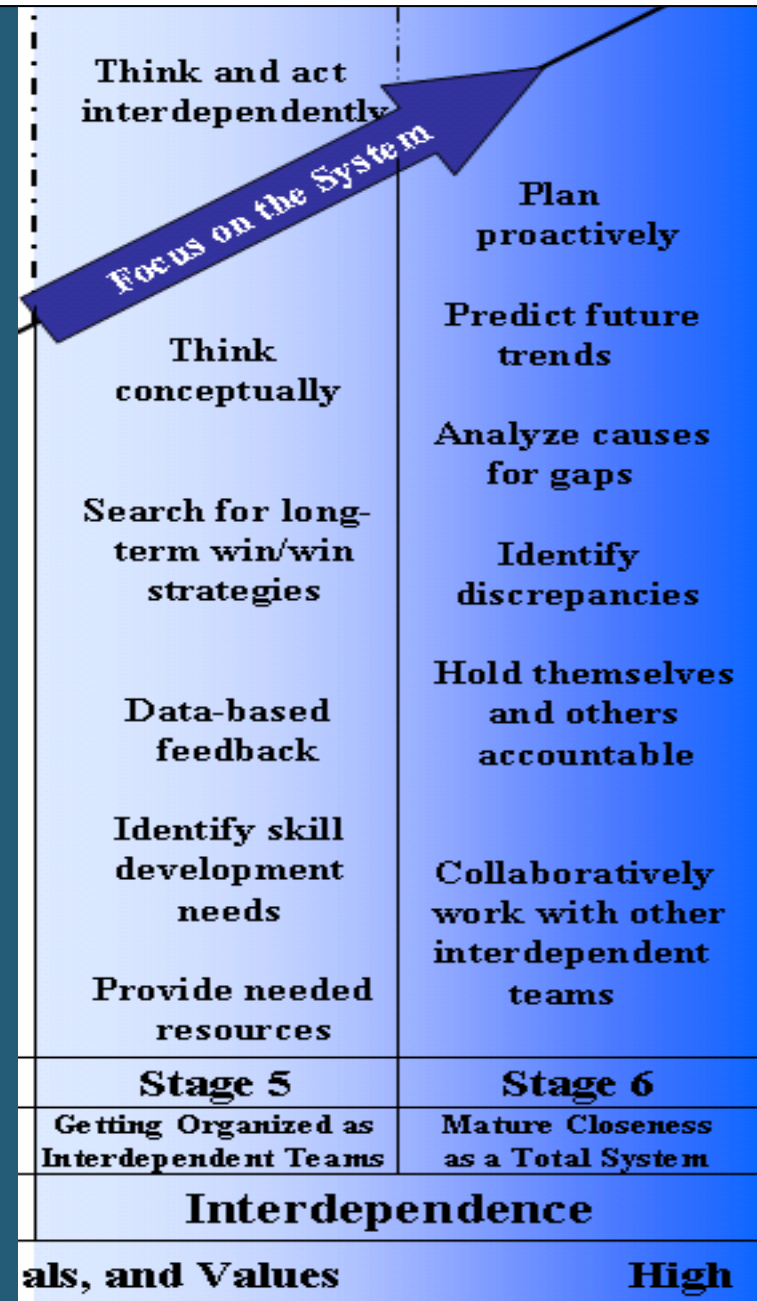 Think and act
interdependently
Focus on the System
Think
conceptually
Search for long-
term win/win
strategies
Data-based
feedback
Identify skill
development
needs
Provide needed
resources
Plan
proactively
Predict future
trends
Analyze causes
for gaps
Identify
discrepancies
Hold themselves
and others
accountable
Collaboratively
work with other
interdependent
teams
Stage 5
Stage 6
Getting Organized as
Interdependent Teams
Mature Closeness
as a Total System
Interdependence
als, and Values
High